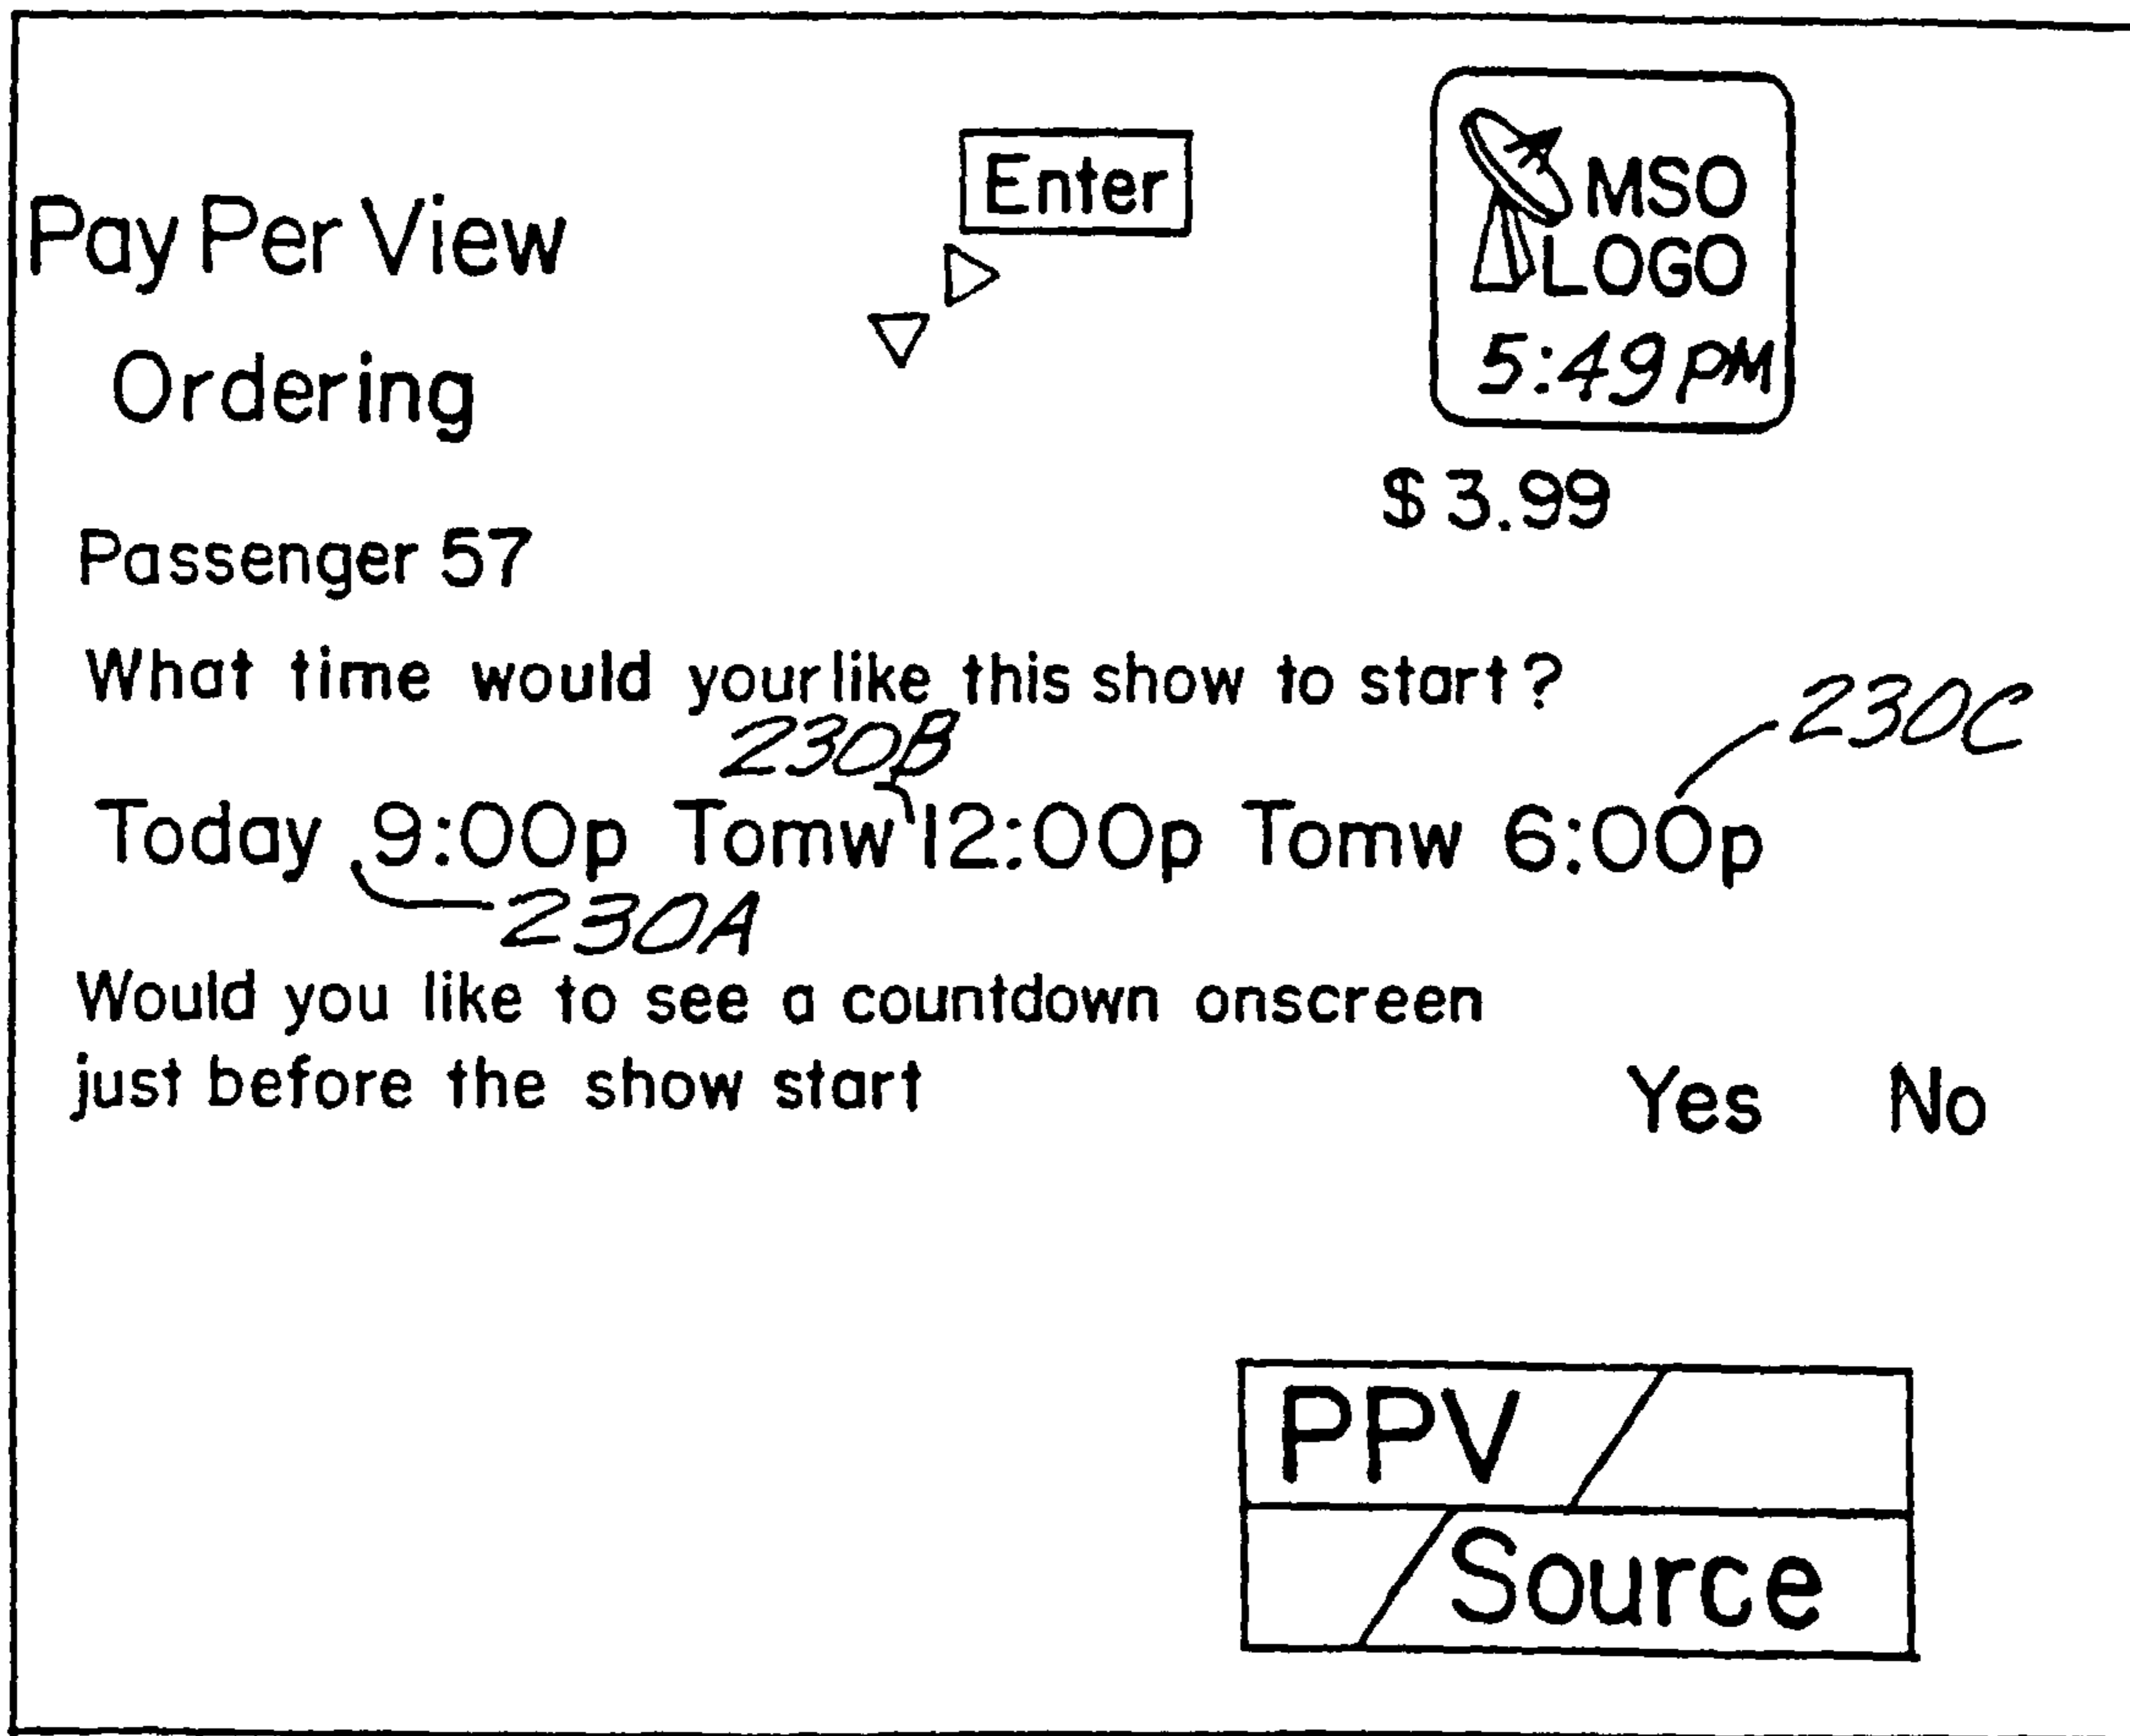 Enter
MSO
LOGO
5:49 PM
Pay Per View
Ordering
$3.99
Passenger 57
What time would your like this show to start?
230B
230C
Today 9:00p Tomw 12:00p Tomw 6:00p
230A
Would you like to see a countdown onscreen
just before the show start
Yes No
PPV
Source